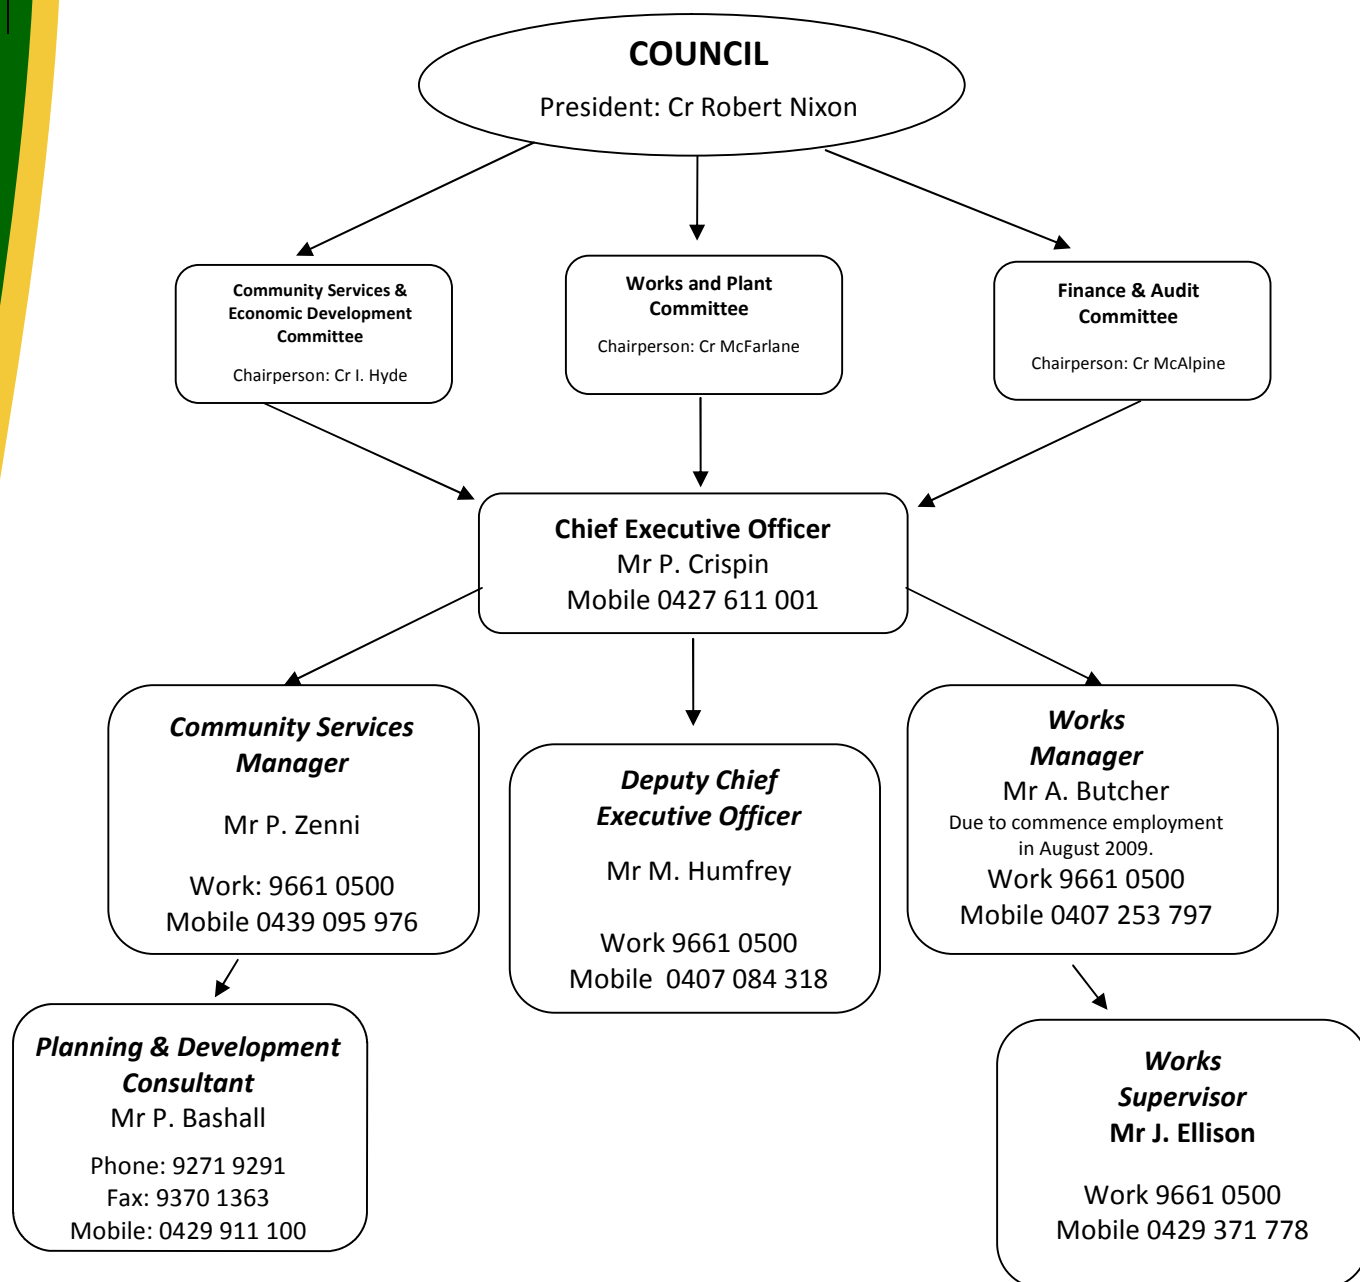 COUNCIL
President: Cr Robert Nixon
Community Services &
Economic Development
Committee
Chairperson: Cr I. Hyde
Works and Plant
Committee
Chairperson: Cr McFarlane
Finance & Audit
Committee
Chairperson: Cr McAlpine
Chief Executive Officer
Mr P. Crispin
Mobile 0427 611 001
Community Services
Manager
Mr P. Zenni
Work: 9661 0500
Mobile 0439 095 976
Deputy Chief
Executive Officer
Mr M. Humfrey
Work 9661 0500
Mobile  0407 084 318
Works
Manager
Mr A. Butcher
Due to commence employment
in August 2009.
Work 9661 0500
Mobile 0407 253 797
Planning & Development
Consultant
Mr P. Bashall
Phone: 9271 9291
Fax: 9370 1363
Mobile: 0429 911 100
Works
Supervisor
Mr J. Ellison
Work 9661 0500
Mobile 0429 371 778